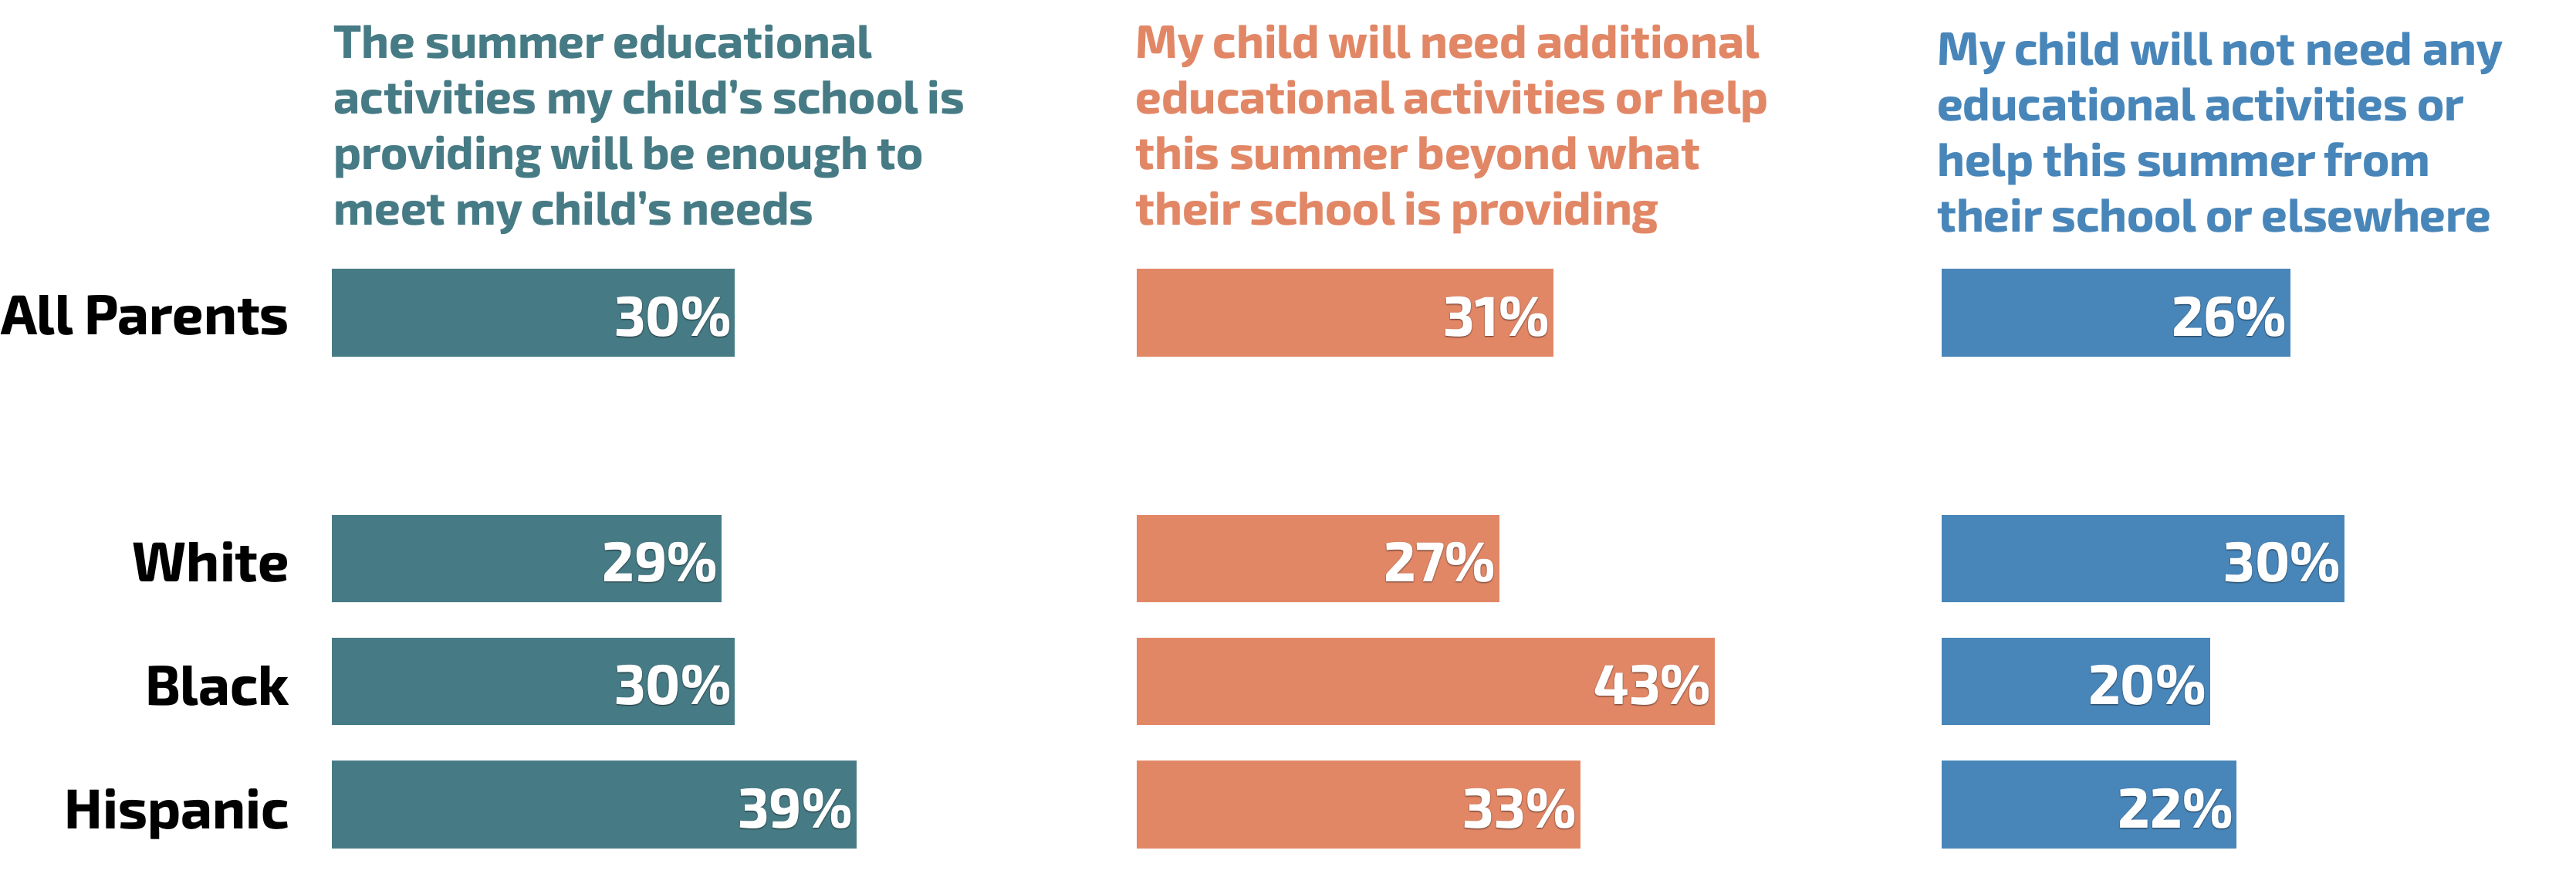 The summer educational
activities my child’s school is
providing will be enough to
meet my child’s needs
My child will need additional
educational activities or help
this summer beyond what
their school is providing
My child will not need any
educational activities or
help this summer from
their school or elsewhere
All Parents 30% 31% 26%
White 29% 27% 30%
Black 30% 43% 20%
Hispanic 39% 33% 22%